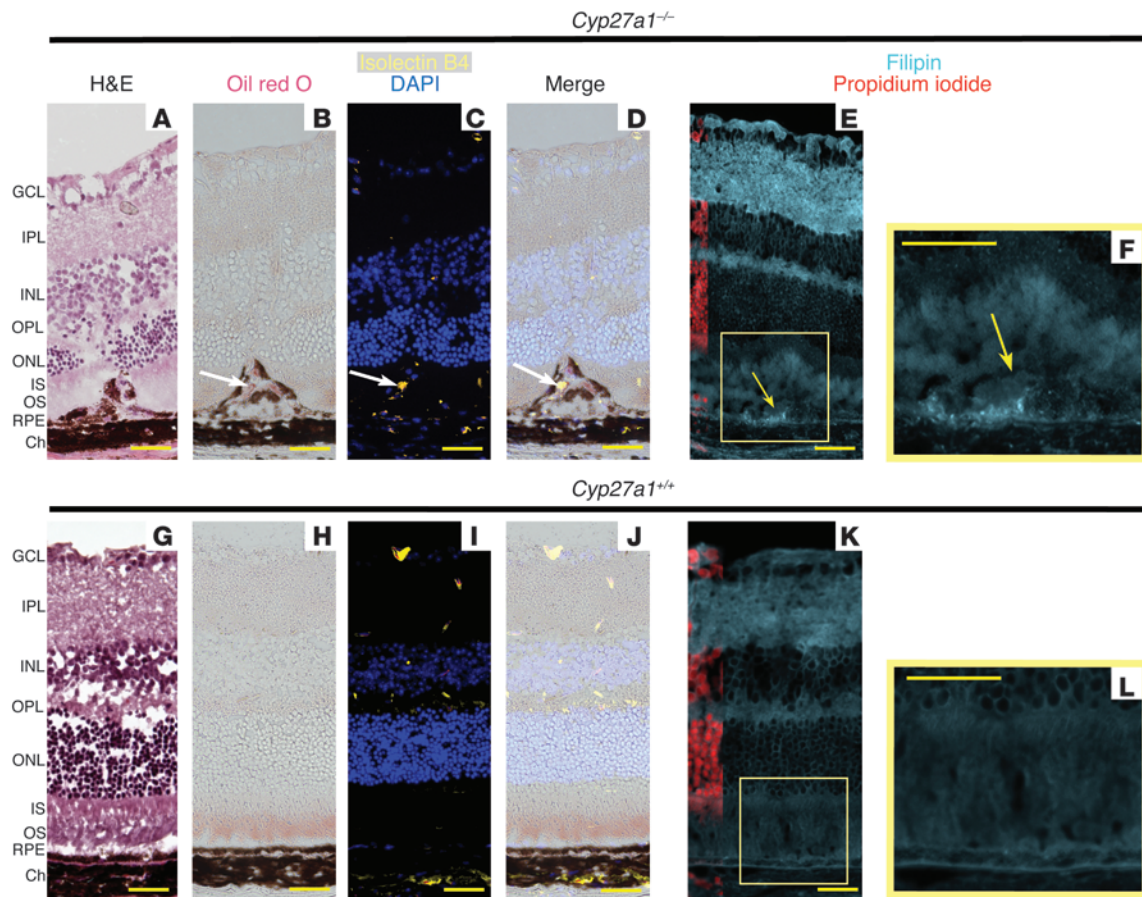 Cyp27a1–/–
H&E
Oil red O
Isolectin B4
DAPI
Merge
Filipin
Propidium iodide
A
B
C
D
E
F
GCL
IPL
INL
OPL
ONL
IS
OS
RPE
Ch
Cyp27a1+/+
G
H
I
J
K
L
GCL
IPL
INL
OPL
ONL
IS
OS
RPE
Ch